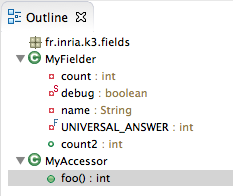 Outline
fr.inria.k3.fields
MyFielder
count : int
S debug : boolean
name : String
F UNIVERSAL_ANSWER : int
count2 : int
MyAccessor
foo() : int